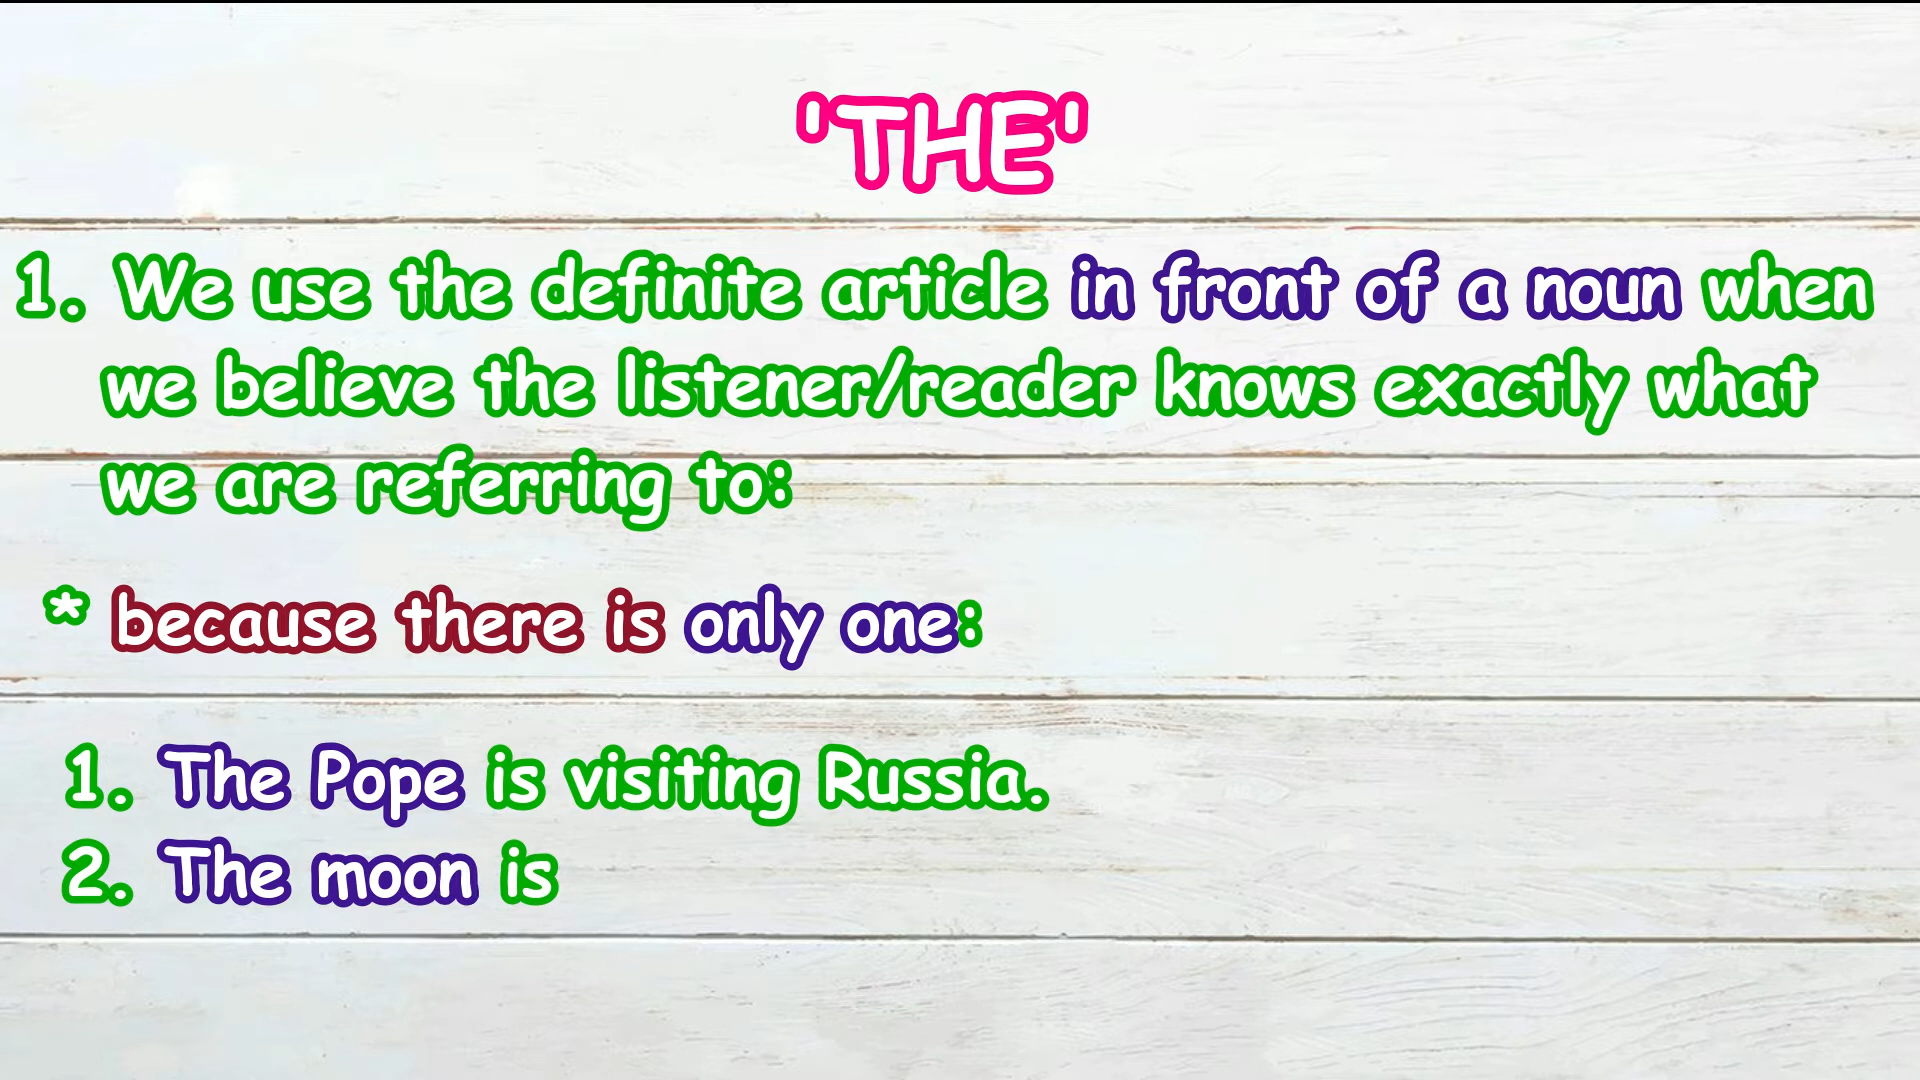 'THE'
1. We use the definite article in front of a noun when
we believe the listener/reader knows exactly what
we are referring to:
* because there is only one:
1. The Pope is visiting Russia.
2. The moon is